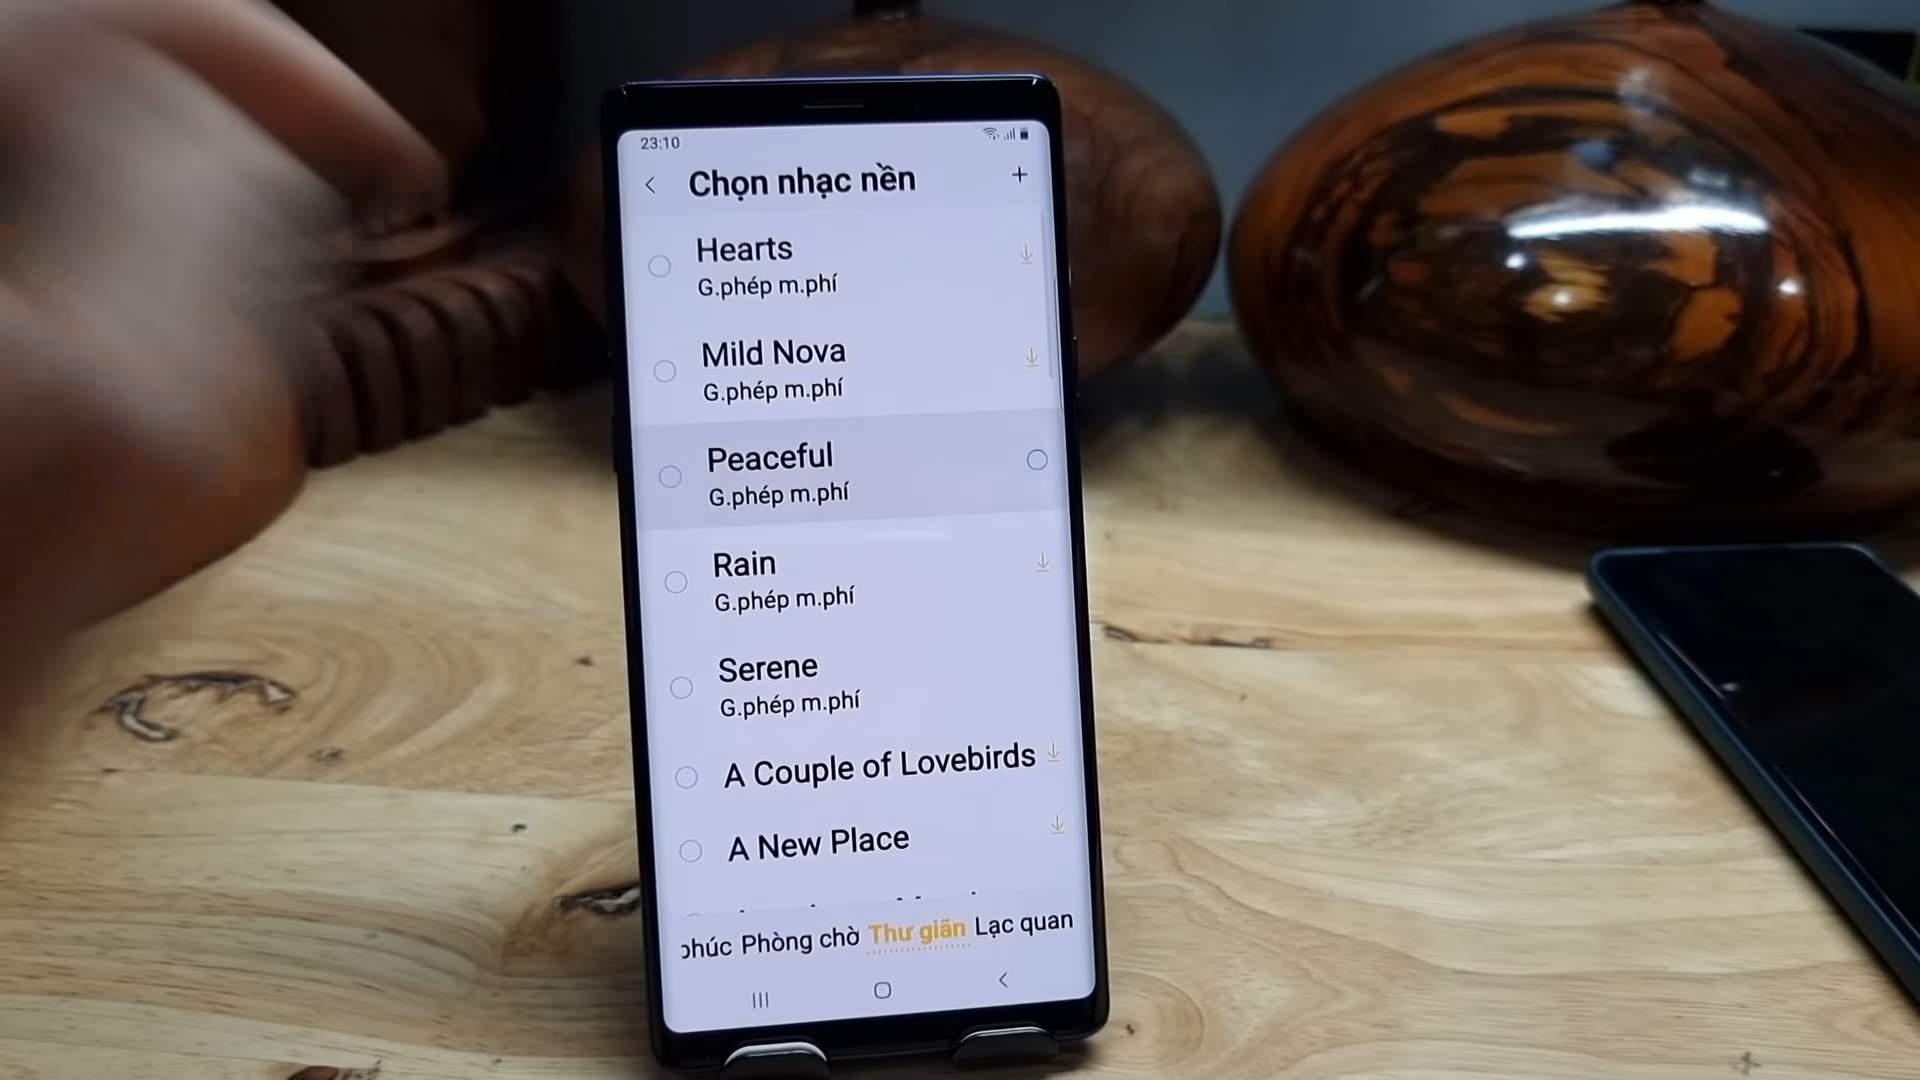 23:10
Chọn nhạc nền
Hearts
G.phép m.phí
Mild Nova
G.phép m.phí
Peaceful
G.phép m.phí
Rain
G.phép m.phí
Serene
G.phép m.phí
A Couple of Lovebirds
A New Place
phúc Phòng chờ Thư giãn Lạc quan